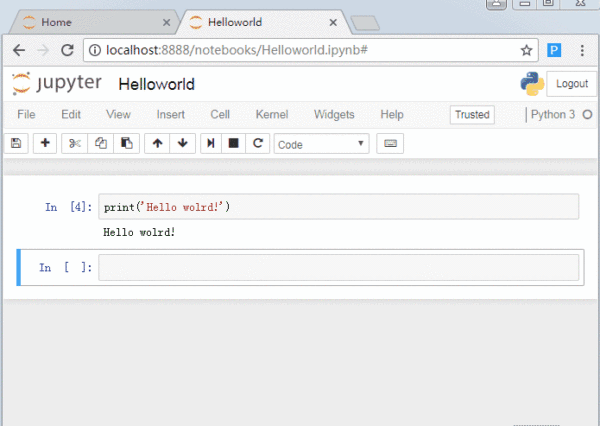 Home
Helloworld
localhost:8888/notebooks/Helloworld.ipynb#
P
jupyter Helloworld
Logout
File Edit View Insert Cell Kernel Widgets Help Trusted Python 3
Code
In [4]: print('Hello wolrd!')
Hello wolrd!
In [ ]: